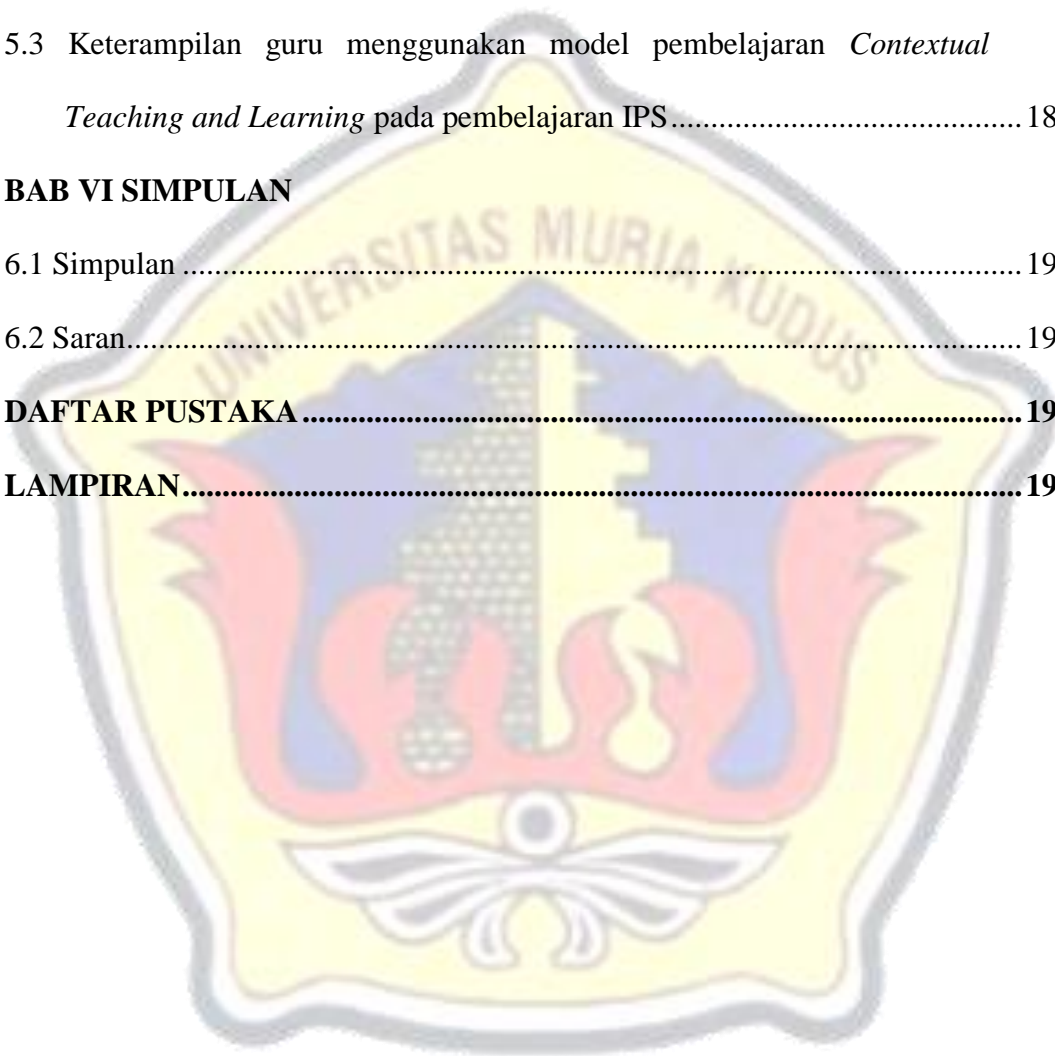 5.3 Keterampilan guru menggunakan model pembelajaran Contextual
Teaching and Learning pada pembelajaran IPS................................... 18
BAB VI SIMPULAN
6.1 Simpulan .................................................................................... 19
6.2 Saran.......................................................................................... 19
DAFTAR PUSTAKA ........................................................................ 19
LAMPIRAN.................................................................................... 19
UNIVERSITAS MURIA KUDUS